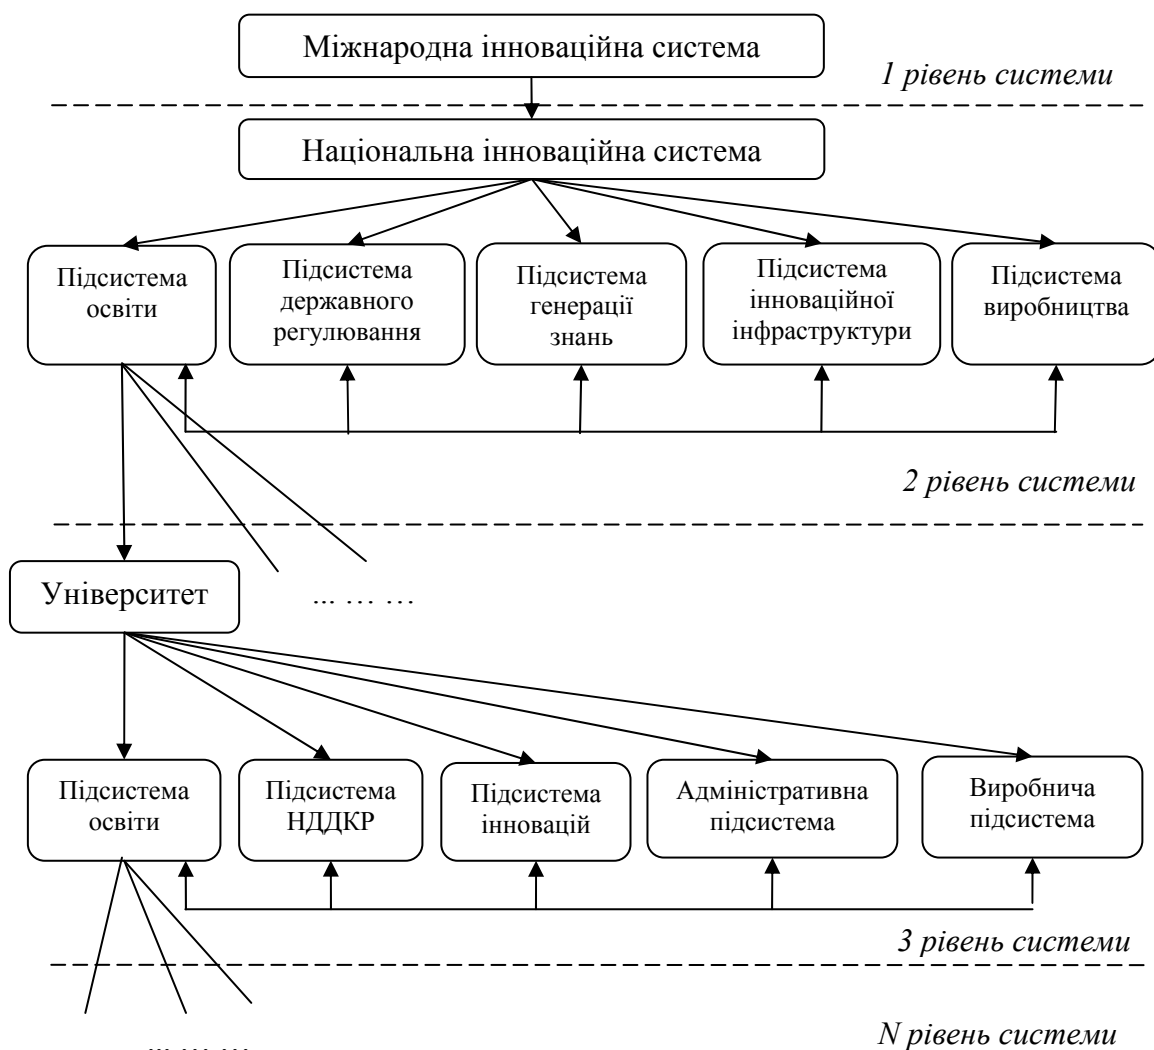 Міжнародна інноваційна система
1 рівень системи
Національна інноваційна система
Підсистема
освіти
Підсистема
державного
регулювання
Підсистема
генерації
знань
Підсистема
інноваційної
інфраструктури
Підсистема
виробництва
2 рівень системи
Університет
... … …
Підсистема
освіти
Підсистема
НДДКР
Підсистема
інновацій
Адміністративна
підсистема
Виробнича
підсистема
3 рівень системи
N рівень системи
... … …